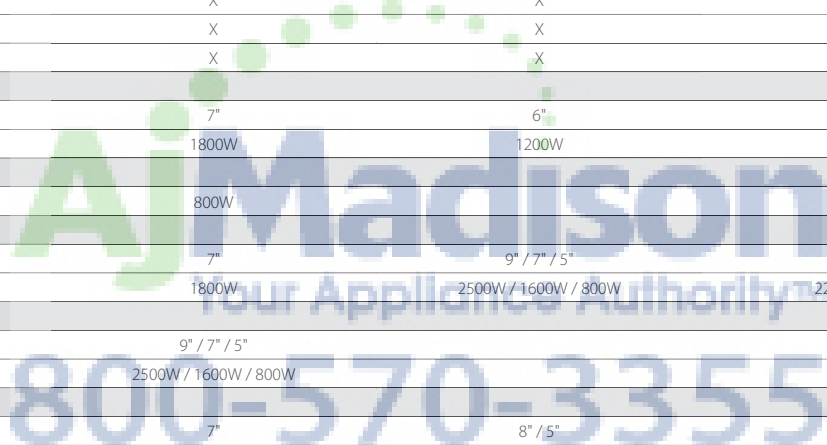 X X
X X
X X
7" 6"
1800W 1200W
800W
7" 9" / 7" / 5"
1800W 2500W / 1600W / 800W 22
9" / 7" / 5"
2500W / 1600W / 800W
7" 8" / 5"
AjMadison
Your Appliance Authority™
800-570-3355